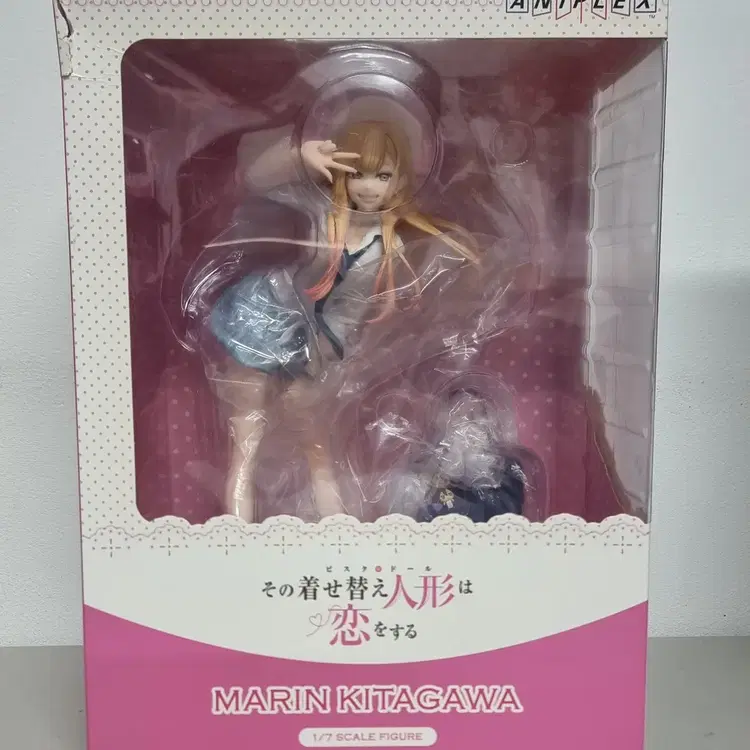 ANIPLEX
ビスク・ドール
その着せ替え人形は
恋をする
MARIN KITAGAWA
1/7 SCALE FIGURE